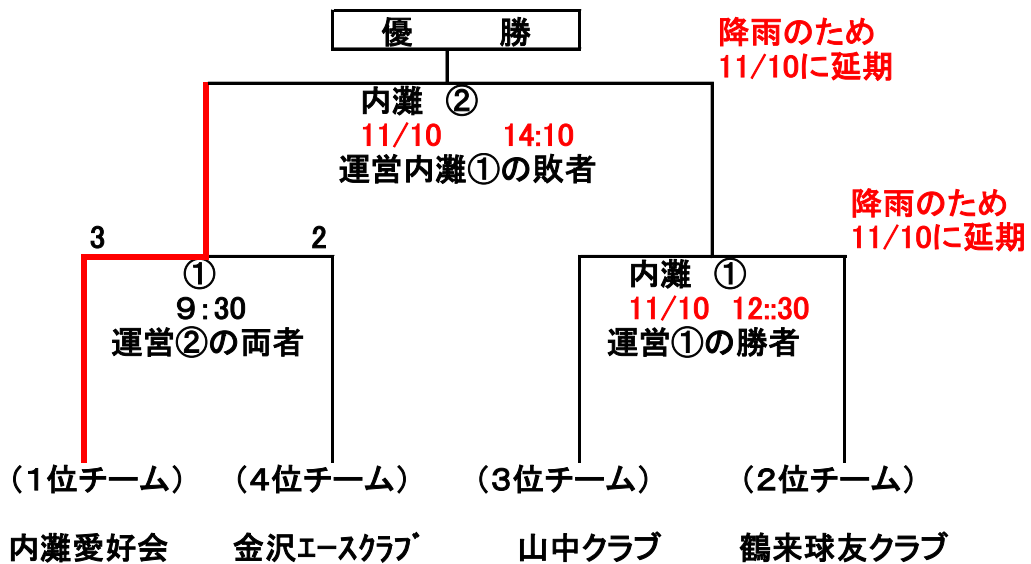 優　　勝
降雨のため
11/10に延期
内灘　②
11/10　　14:10
運営内灘①の敗者
降雨のため
11/10に延期
3　　2
①
９：30
運営②の両者
内灘　①
11/10　12::30
運営①の勝者
（１位チーム）　（４位チーム）　（３位チーム）　（２位チーム）
内灘愛好会　金沢ｴｰｽｸﾗﾌﾞ　山中クラブ　鶴来球友クラブ